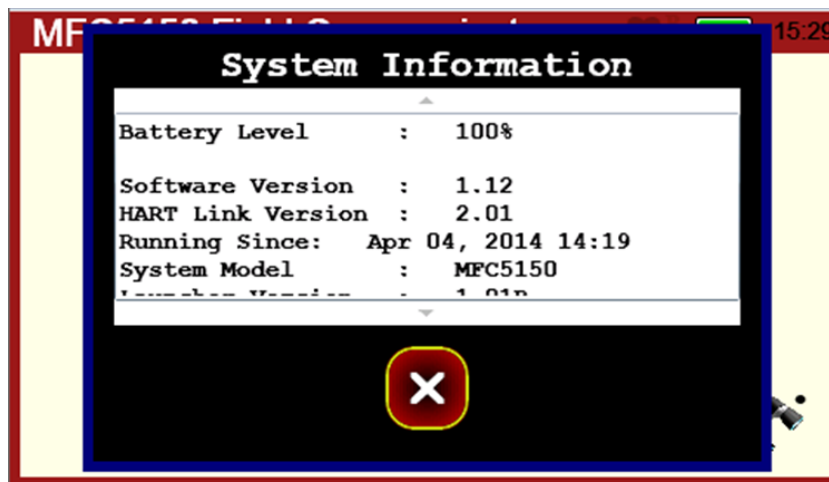 MF
15:29
System Information
Battery Level : 100%
Software Version : 1.12
HART Link Version : 2.01
Running Since: Apr 04, 2014 14:19
System Model : MFC5150